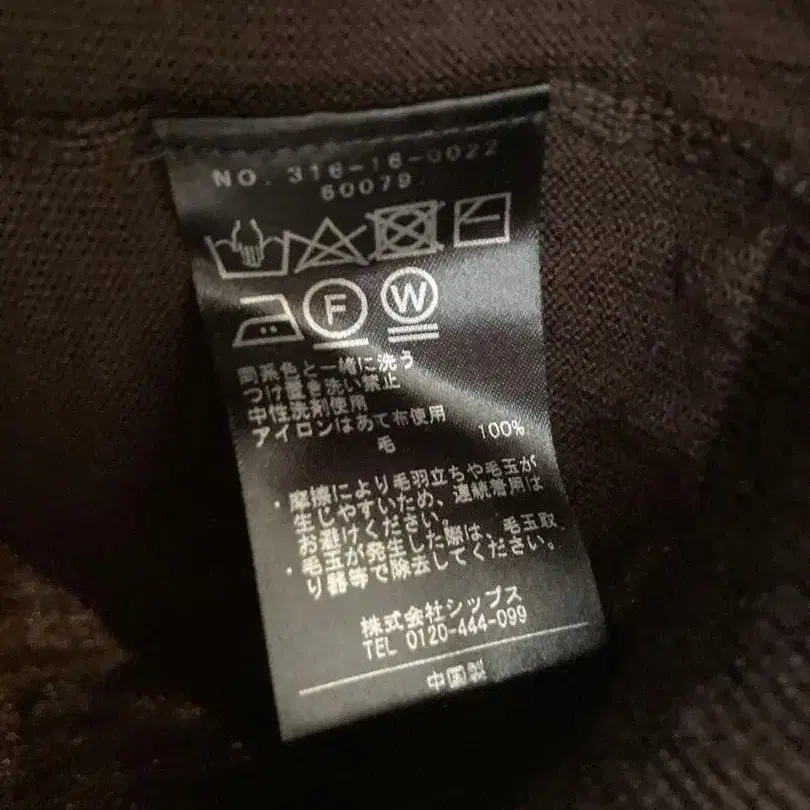 NO. 316-16-0022
60079
F W
同系色と一緒に洗う
つけ置き洗い禁止
中性洗剤使用
アイロンはあて布使用
毛 100%
・摩擦により毛羽立ちや毛玉が
生じやすいため、連続着用は
お避けください。
・毛玉が発生した際は、毛玉取
り器等で除去してください。
株式会社シップス
TEL 0120-444-099
中国製